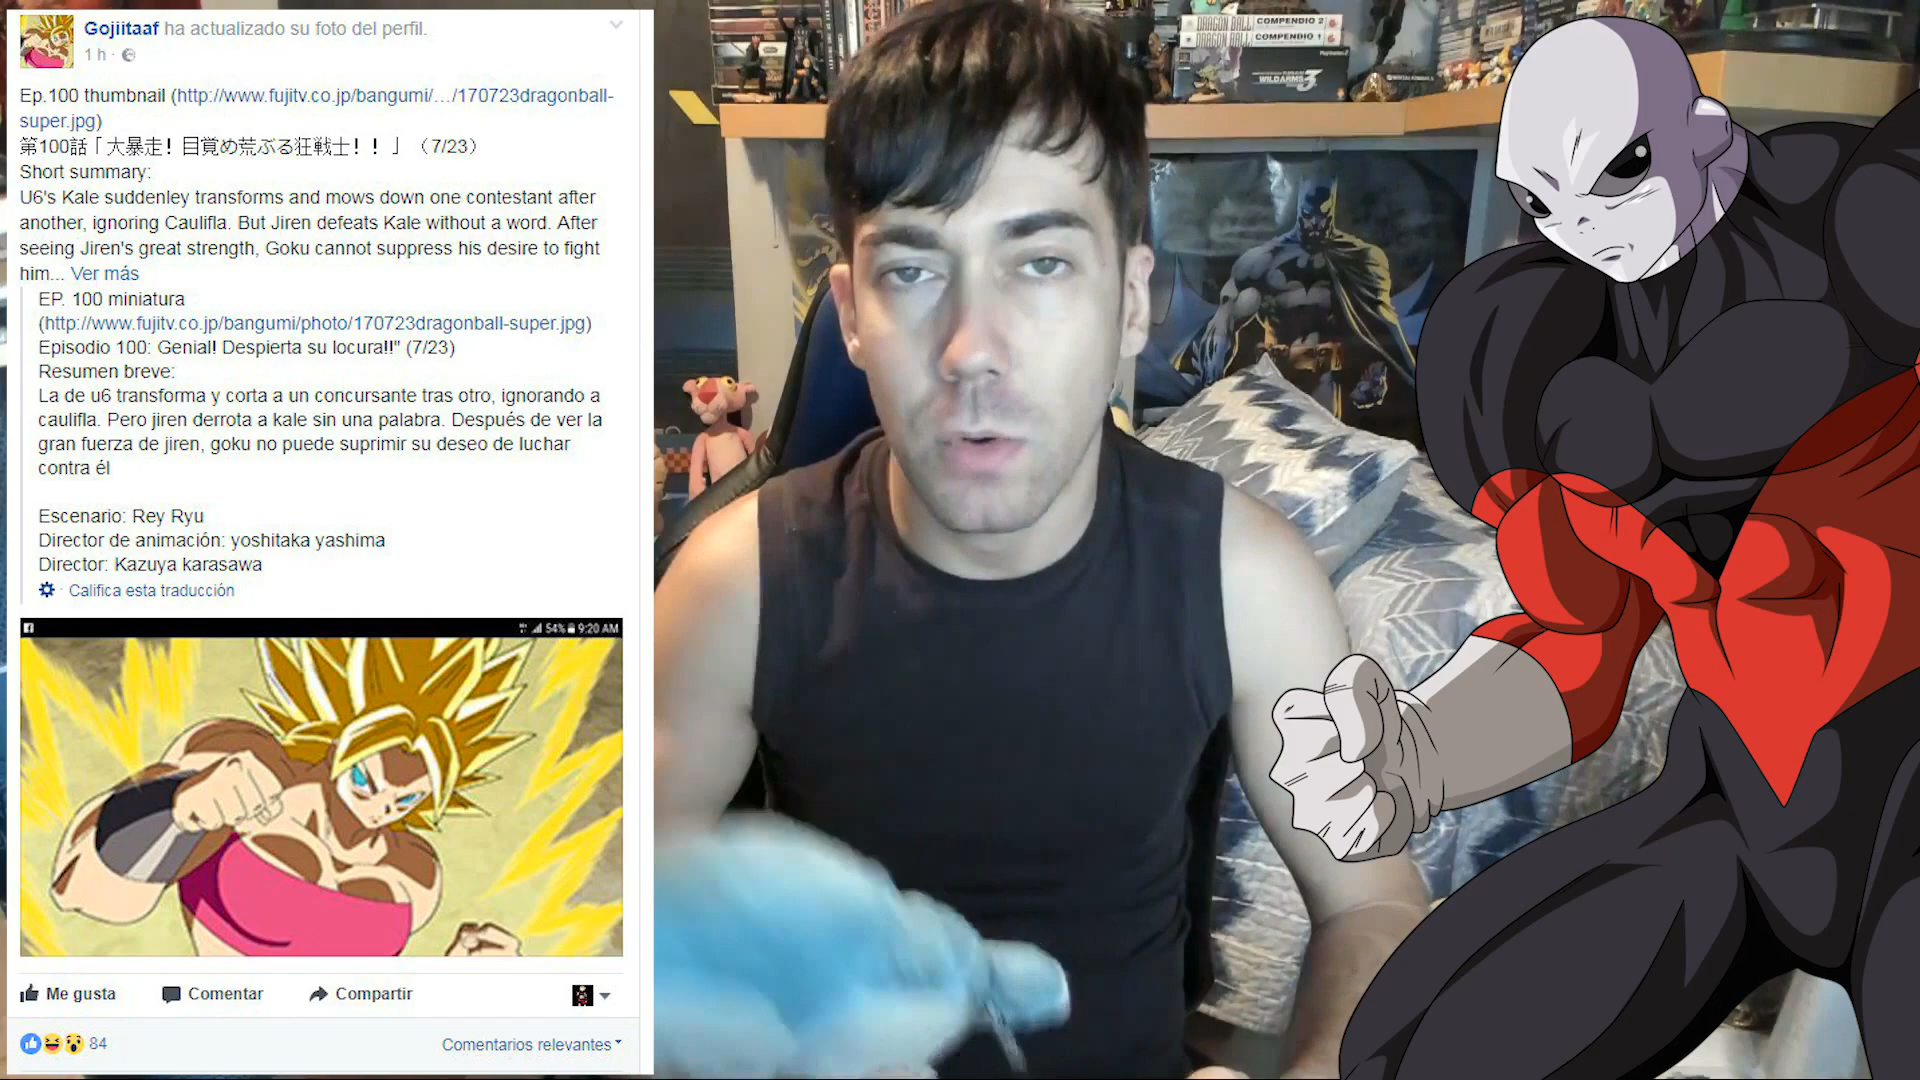 Gojiitaaf ha actualizado su foto del perfil.
1 h ·
Ep.100 thumbnail (http://www.fujitv.co.jp/bangumi/…/170723dragonball-
super.jpg)
第100話「大暴走！目覚め荒ぶる狂戦士！！」（7/23）
Short summary:
U6's Kale suddenley transforms and mows down one contestant after
another, ignoring Caulifla. But Jiren defeats Kale without a word. After
seeing Jiren's great strength, Goku cannot suppress his desire to fight
him... Ver más
EP. 100 miniatura
(http://www.fujitv.co.jp/bangumi/photo/170723dragonball-super.jpg)
Episodio 100: Genial! Despierta su locura!!" (7/23)
Resumen breve:
La de u6 transforma y corta a un concursante tras otro, ignorando a
caulifla. Pero jiren derrota a kale sin una palabra. Después de ver la
gran fuerza de jiren, goku no puede suprimir su deseo de luchar
contra él
Escenario: Rey Ryu
Director de animación: yoshitaka yashima
Director: Kazuya karasawa
· Califica esta traducción
54% 9:20 AM
Me gusta Comentar Compartir
84 Comentarios relevantes
DRAGON BALL COMPENDIO 2
DRAGON BALL COMPENDIO 1
PlayStation 2
WILD ARMS 3